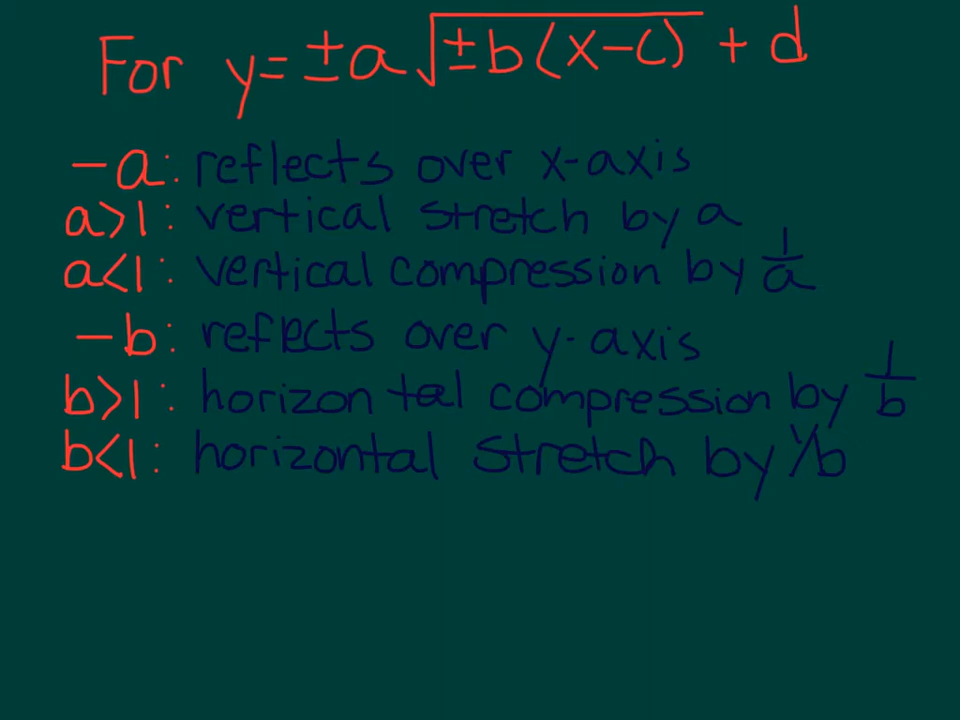 For y = ±a√±b(x-c) + d
-a: reflects over x-axis
a>1: vertical stretch by a
a<1: vertical compression by 1/a
-b: reflects over y-axis
b>1: horizontal compression by 1/b
b<1: horizontal stretch by 1/b